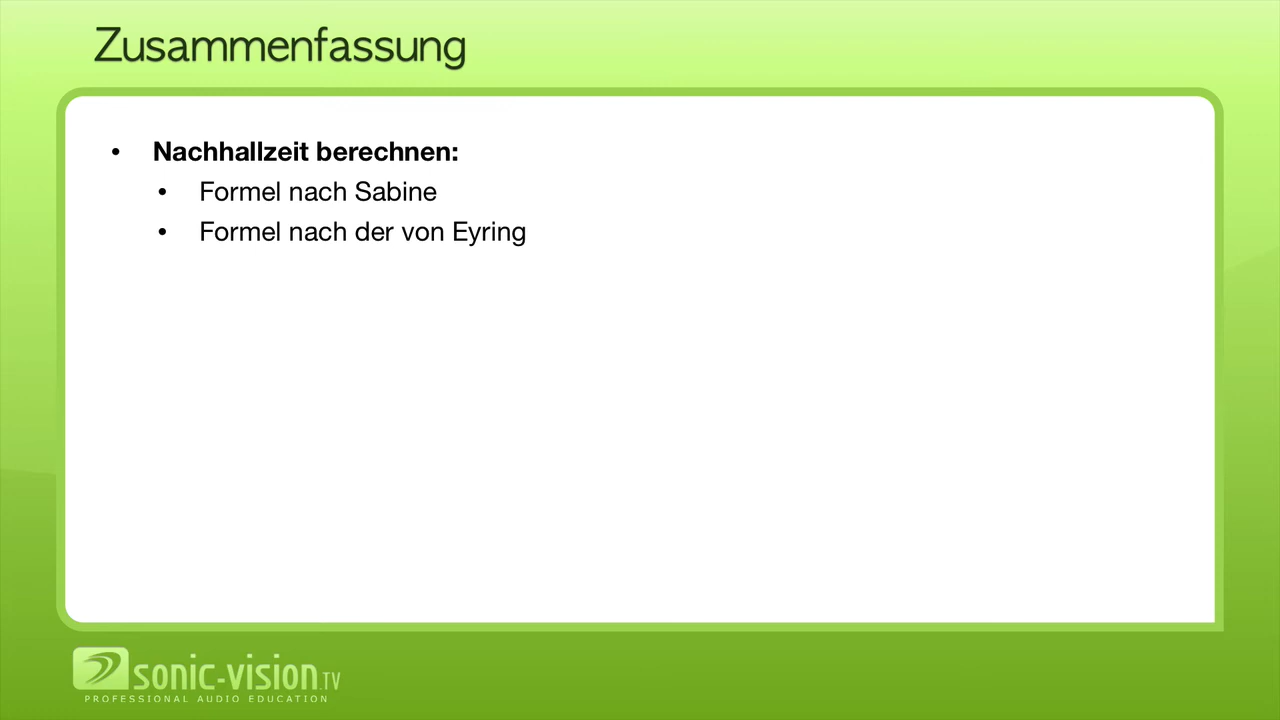 Zusammenfassung
• Nachhallzeit berechnen:
• Formel nach Sabine
• Formel nach der von Eyring
sonic-vision.TV
PROFESSIONAL AUDIO EDUCATION